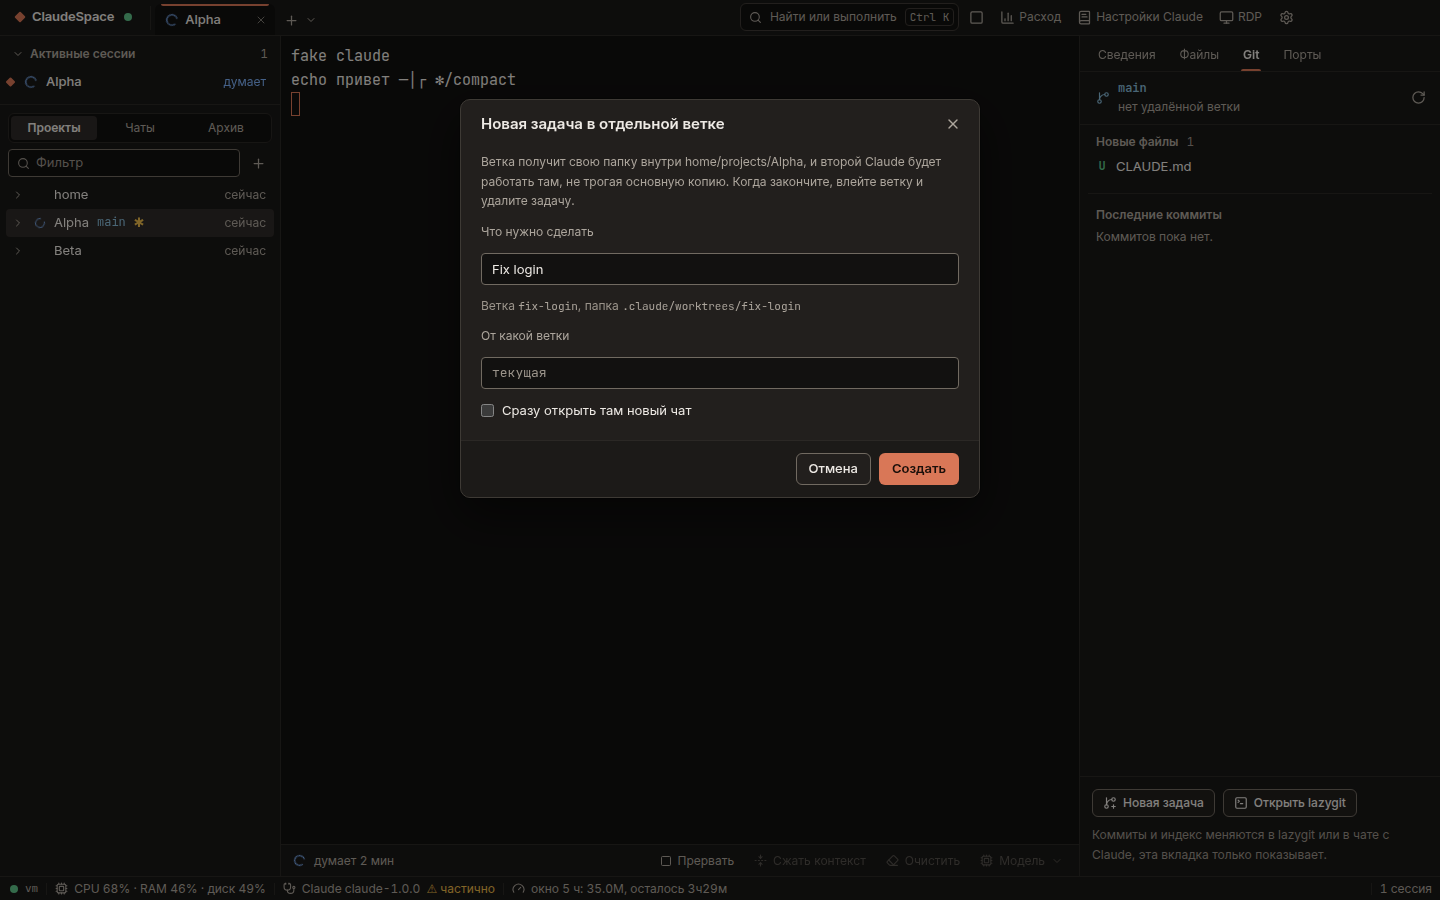 ClaudeSpace
Alpha
Найти или выполнить Ctrl K
Расход
Настройки Claude
RDP
Активные сессии 1
Alpha думает
Проекты Чаты Архив
Фильтр
home сейчас
Alpha main ✱ сейчас
Beta сейчас
fake claude
echo привет ─│┌ ✻/compact
Новая задача в отдельной ветке
Ветка получит свою папку внутри home/projects/Alpha, и второй Claude будет
работать там, не трогая основную копию. Когда закончите, влейте ветку и
удалите задачу.
Что нужно сделать
Fix login
Ветка fix-login, папка .claude/worktrees/fix-login
От какой ветки
текущая
Сразу открыть там новый чат
Отмена Создать
думает 2 мин
Прервать Сжать контекст Очистить Модель
Сведения Файлы Git Порты
main
нет удалённой ветки
Новые файлы 1
U CLAUDE.md
Последние коммиты
Коммитов пока нет.
Новая задача Открыть lazygit
Коммиты и индекс меняются в lazygit или в чате с
Claude, эта вкладка только показывает.
vm CPU 68% · RAM 46% · диск 49% Claude claude-1.0.0 ⚠ частично окно 5 ч: 35.0M, осталось 3ч29м 1 сессия